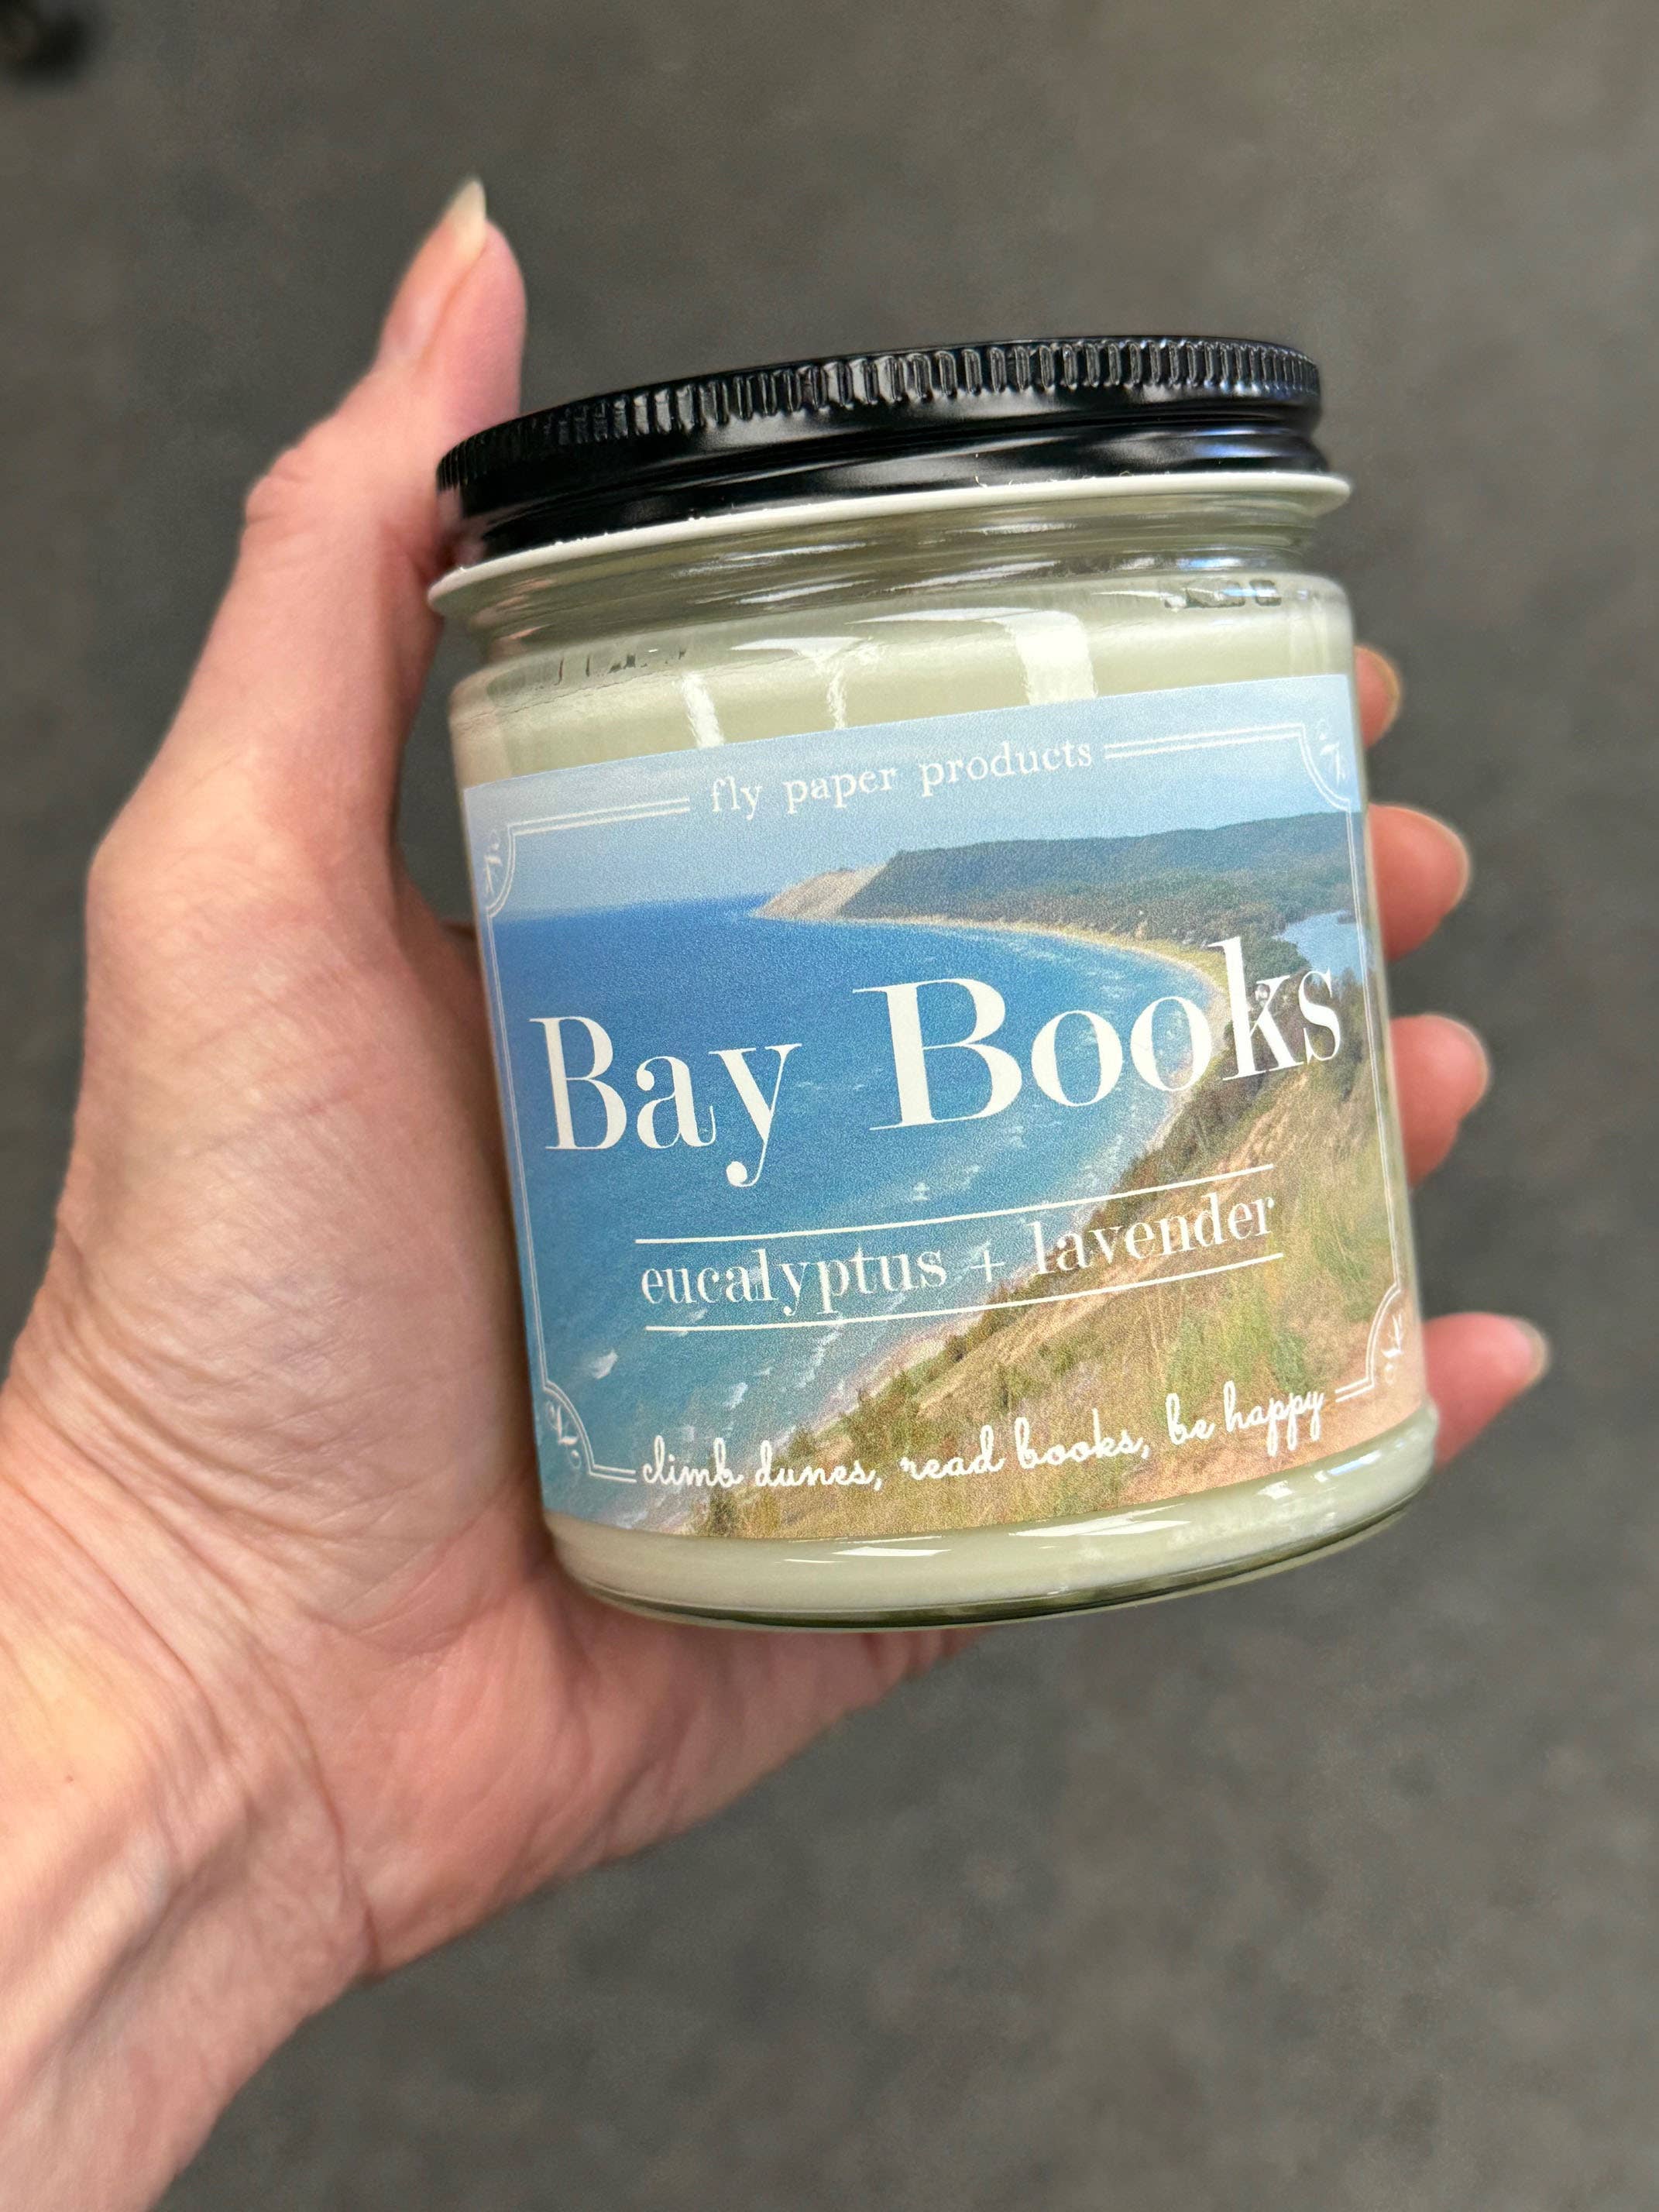 fly paper products
Bay Books
eucalyptus + lavender
climb dunes, read books, be happy